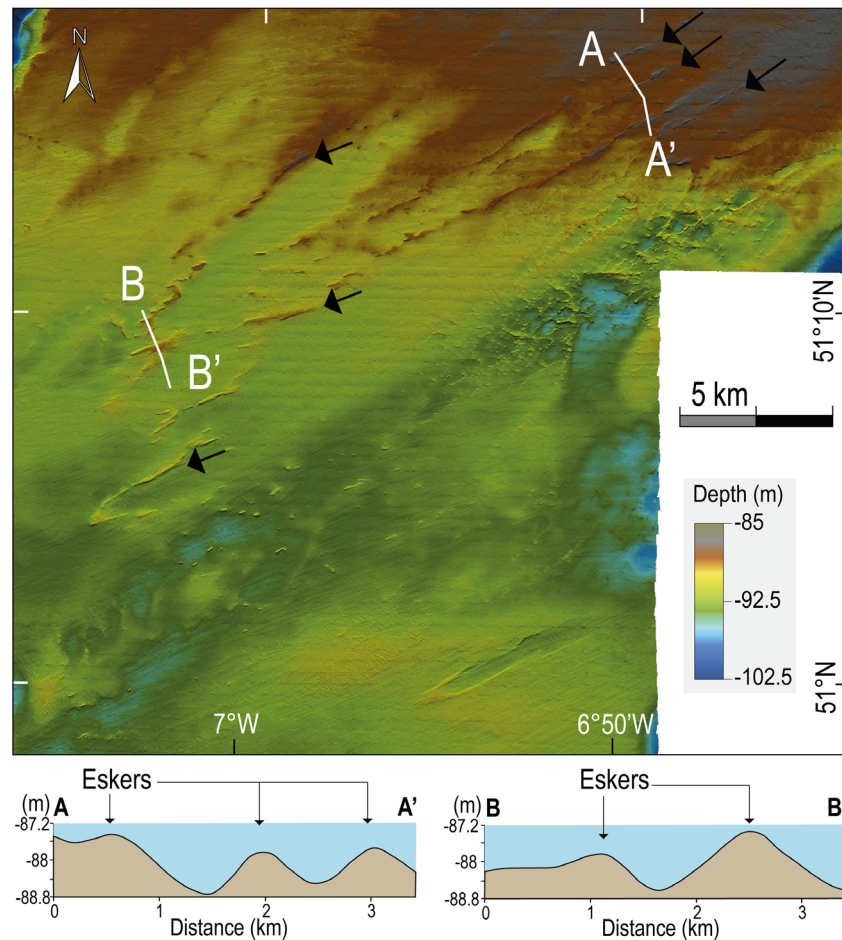 N
A
A’
B
B’
51°10'N
5 km
Depth (m)
-85
-92.5
-102.5
51°N
7°W
6°50'W
Eskers
Eskers
(m) A A’
-87.2
-88
-88.8
0 1 2 3
Distance (km)
(m) B B
-87.2
-88
-88.8
0 1 2 3
Distance (km)